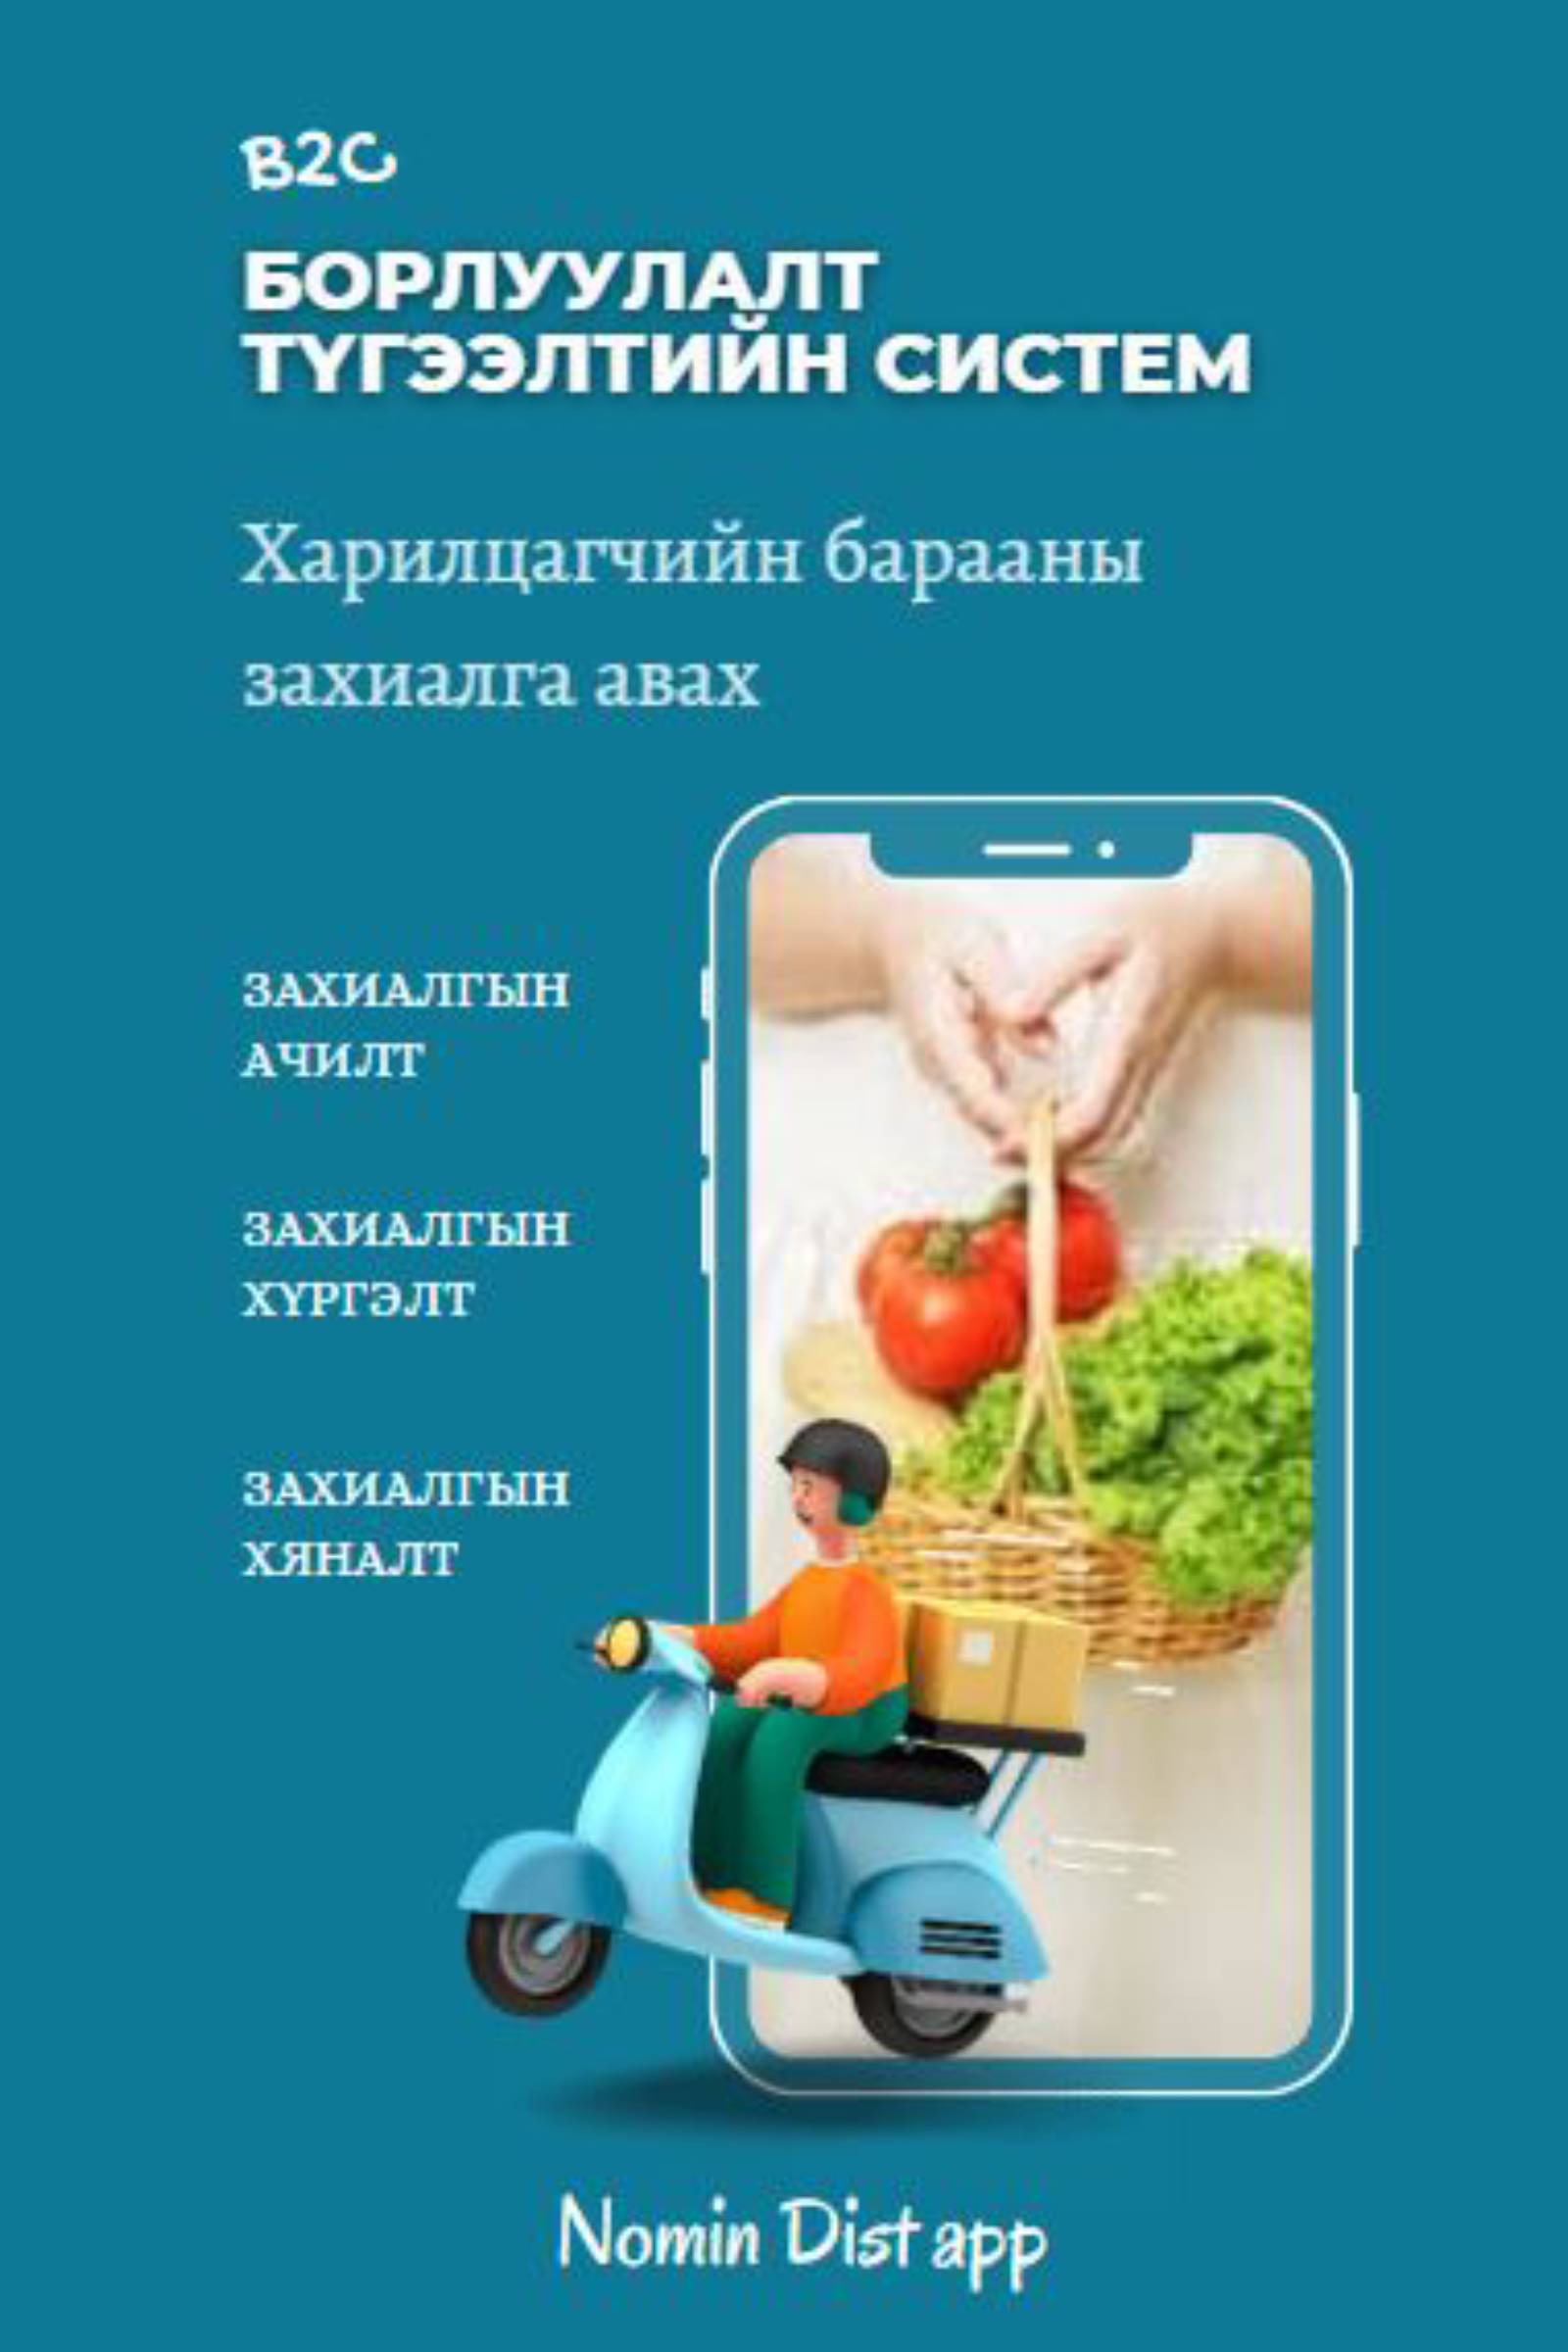 B2C
БОРЛУУЛАЛТ
ТҮГЭЭЛТИЙН СИСТЕМ
Харилцагчийн барааны
захиалга авах
ЗАХИАЛГЫН
АЧИЛТ
ЗАХИАЛГЫН
ХҮРГЭЛТ
ЗАХИАЛГЫН
ХЯНАЛТ
Nomin Dist app